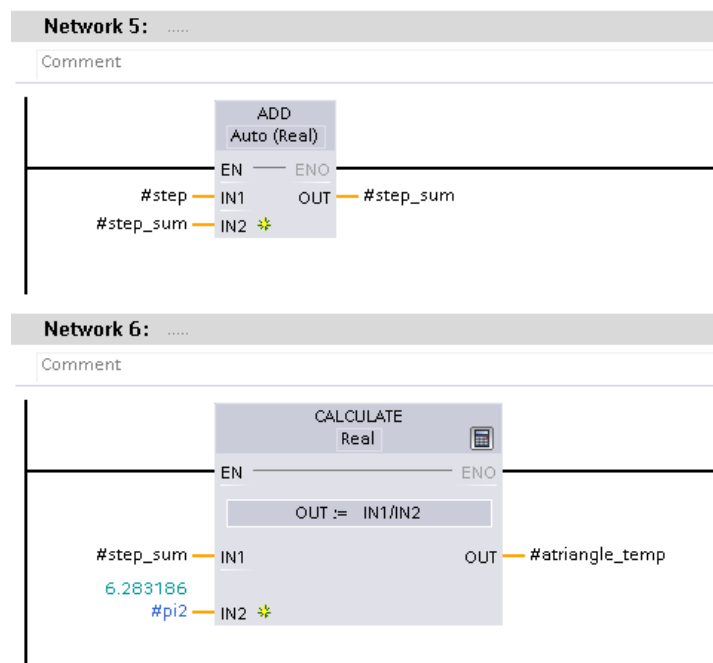 Network 5: .....
Comment
ADD
Auto (Real)
EN ENO
#step IN1 OUT #step_sum
#step_sum IN2
Network 6: .....
Comment
CALCULATE
Real
EN ENO
OUT := IN1/IN2
#step_sum IN1 OUT #atriangle_temp
6.283186
#pi2 IN2